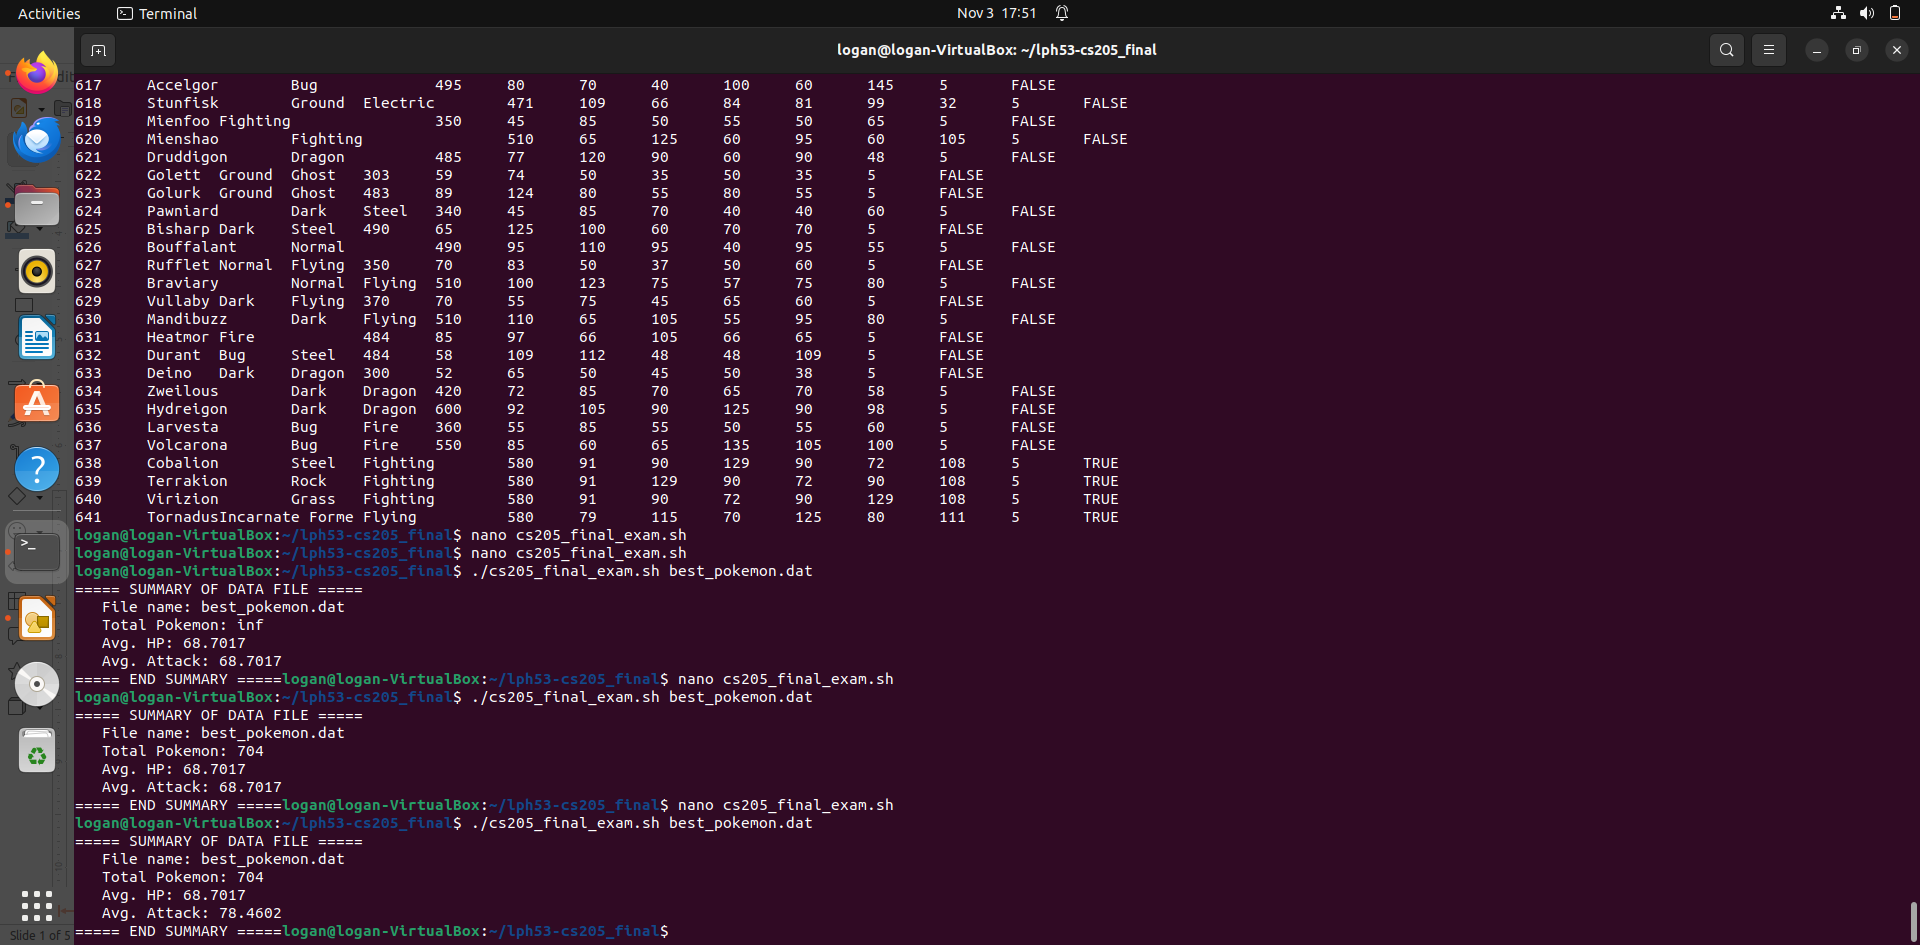 Activities Terminal Nov 3 17:51
logan@logan-VirtualBox: ~/lph53-cs205_final
617 Accelgor Bug 495 80 70 40 100 60 145 5 FALSE
618 Stunfisk Ground Electric 471 109 66 84 81 99 32 5 FALSE
619 Mienfoo Fighting 350 45 85 50 55 50 65 5 FALSE
620 Mienshao Fighting 510 65 125 60 95 60 105 5 FALSE
621 Druddigon Dragon 485 77 120 90 60 90 48 5 FALSE
622 Golett Ground Ghost 303 59 74 50 35 50 35 5 FALSE
623 Golurk Ground Ghost 483 89 124 80 55 80 55 5 FALSE
624 Pawniard Dark Steel 340 45 85 70 40 40 60 5 FALSE
625 Bisharp Dark Steel 490 65 125 100 60 70 70 5 FALSE
626 Bouffalant Normal 490 95 110 95 40 95 55 5 FALSE
627 Rufflet Normal Flying 350 70 83 50 37 50 60 5 FALSE
628 Braviary Normal Flying 510 100 123 75 57 75 80 5 FALSE
629 Vullaby Dark Flying 370 70 55 75 45 65 60 5 FALSE
630 Mandibuzz Dark Flying 510 110 65 105 55 95 80 5 FALSE
631 Heatmor Fire 484 85 97 66 105 66 65 5 FALSE
632 Durant Bug Steel 484 58 109 112 48 48 109 5 FALSE
633 Deino Dark Dragon 300 52 65 50 45 50 38 5 FALSE
634 Zweilous Dark Dragon 420 72 85 70 65 70 58 5 FALSE
635 Hydreigon Dark Dragon 600 92 105 90 125 90 98 5 FALSE
636 Larvesta Bug Fire 360 55 85 55 50 55 60 5 FALSE
637 Volcarona Bug Fire 550 85 60 65 135 105 100 5 FALSE
638 Cobalion Steel Fighting 580 91 90 129 90 72 108 5 TRUE
639 Terrakion Rock Fighting 580 91 129 90 72 90 108 5 TRUE
640 Virizion Grass Fighting 580 91 90 72 90 129 108 5 TRUE
641 TornadusIncarnate Forme Flying 580 79 115 70 125 80 111 5 TRUE
logan@logan-VirtualBox:~/lph53-cs205_final$ nano cs205_final_exam.sh
logan@logan-VirtualBox:~/lph53-cs205_final$ nano cs205_final_exam.sh
logan@logan-VirtualBox:~/lph53-cs205_final$ ./cs205_final_exam.sh best_pokemon.dat
===== SUMMARY OF DATA FILE =====
File name: best_pokemon.dat
Total Pokemon: inf
Avg. HP: 68.7017
Avg. Attack: 68.7017
===== END SUMMARY =====logan@logan-VirtualBox:~/lph53-cs205_final$ nano cs205_final_exam.sh
logan@logan-VirtualBox:~/lph53-cs205_final$ ./cs205_final_exam.sh best_pokemon.dat
===== SUMMARY OF DATA FILE =====
File name: best_pokemon.dat
Total Pokemon: 704
Avg. HP: 68.7017
Avg. Attack: 68.7017
===== END SUMMARY =====logan@logan-VirtualBox:~/lph53-cs205_final$ nano cs205_final_exam.sh
logan@logan-VirtualBox:~/lph53-cs205_final$ ./cs205_final_exam.sh best_pokemon.dat
===== SUMMARY OF DATA FILE =====
File name: best_pokemon.dat
Total Pokemon: 704
Avg. HP: 68.7017
Avg. Attack: 78.4602
===== END SUMMARY =====logan@logan-VirtualBox:~/lph53-cs205_final$
Slide 1 of 5